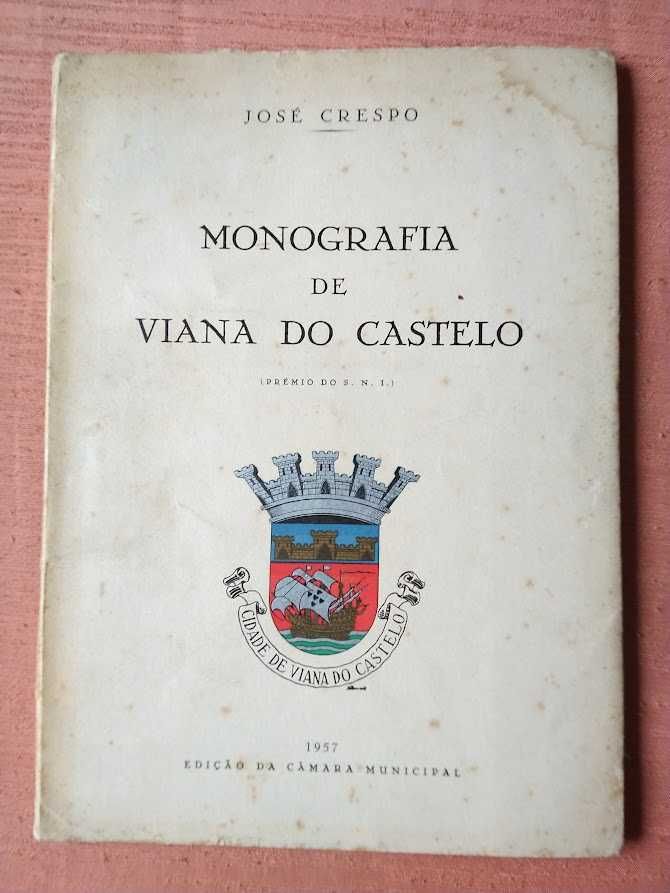 JOSÉ CRESPO
MONOGRAFIA
DE
VIANA DO CASTELO
(PRÉMIO DO S. N. I.)
CIDADE DE VIANA DO CASTELO
1957
EDIÇÃO DA CÂMARA MUNICIPAL